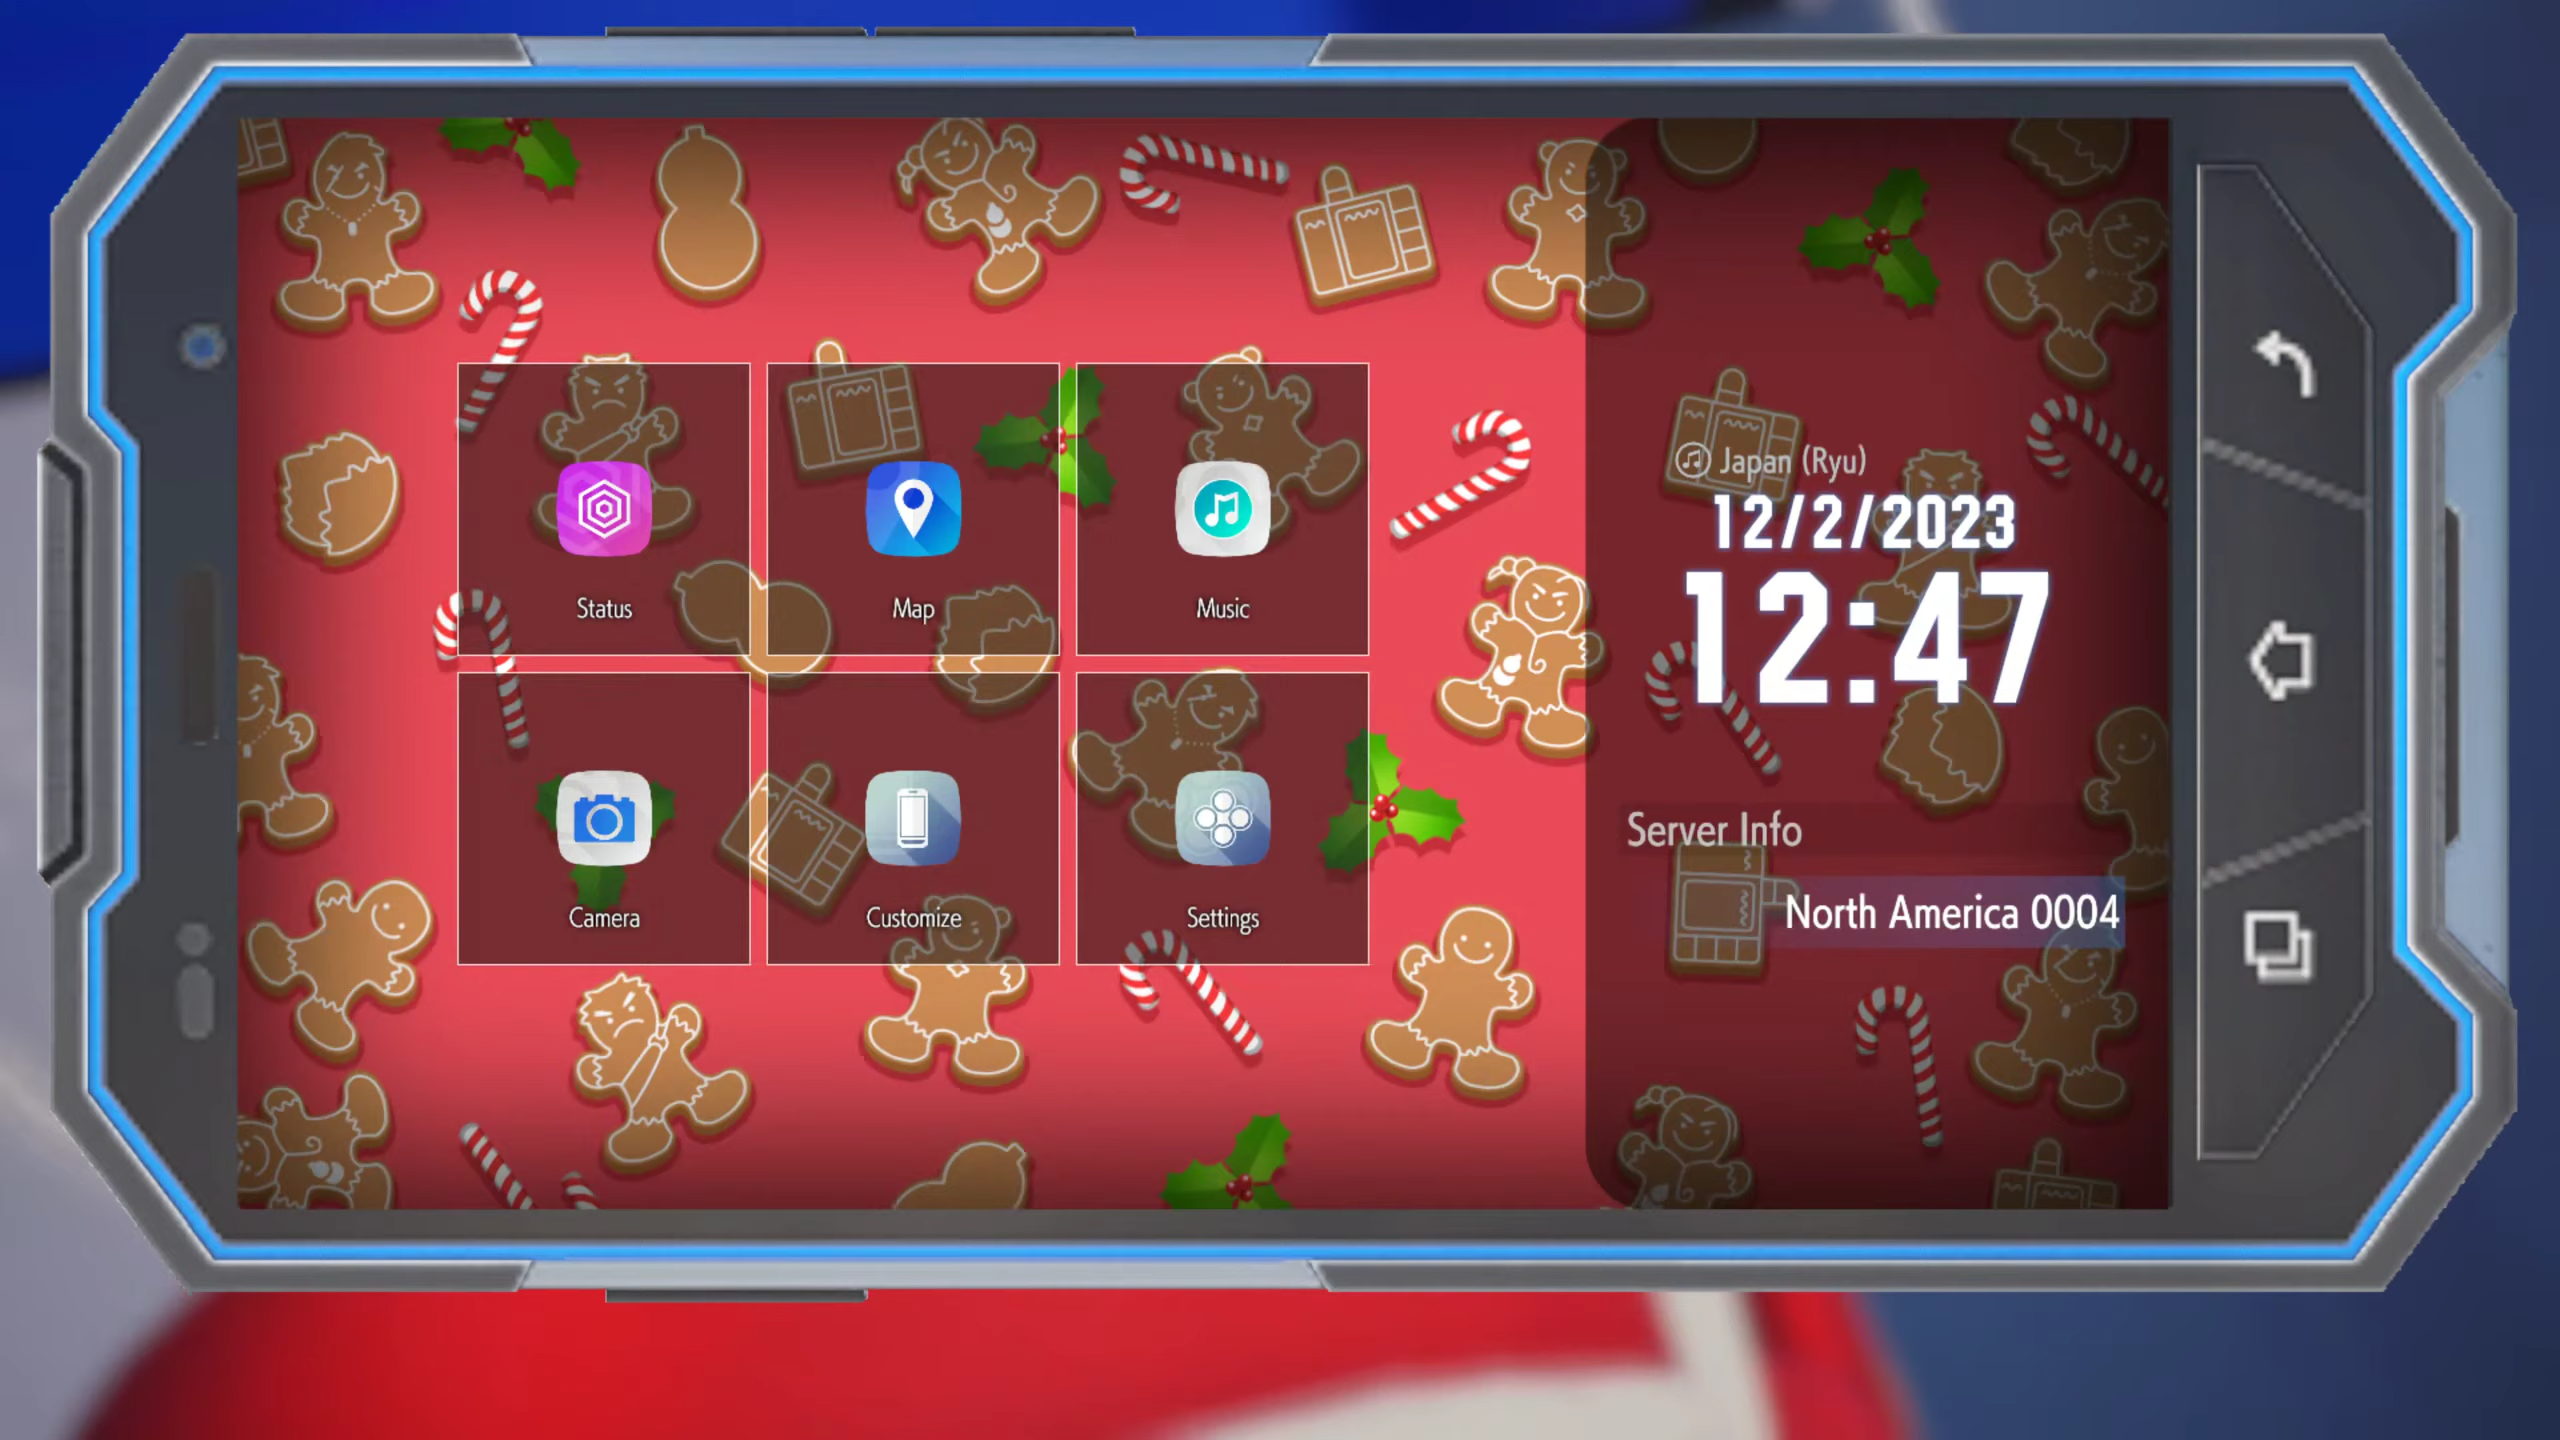 Status
Map
Music
Camera
Customize
Settings
Japan (Ryu)
12/2/2023
12:47
Server Info
North America 0004